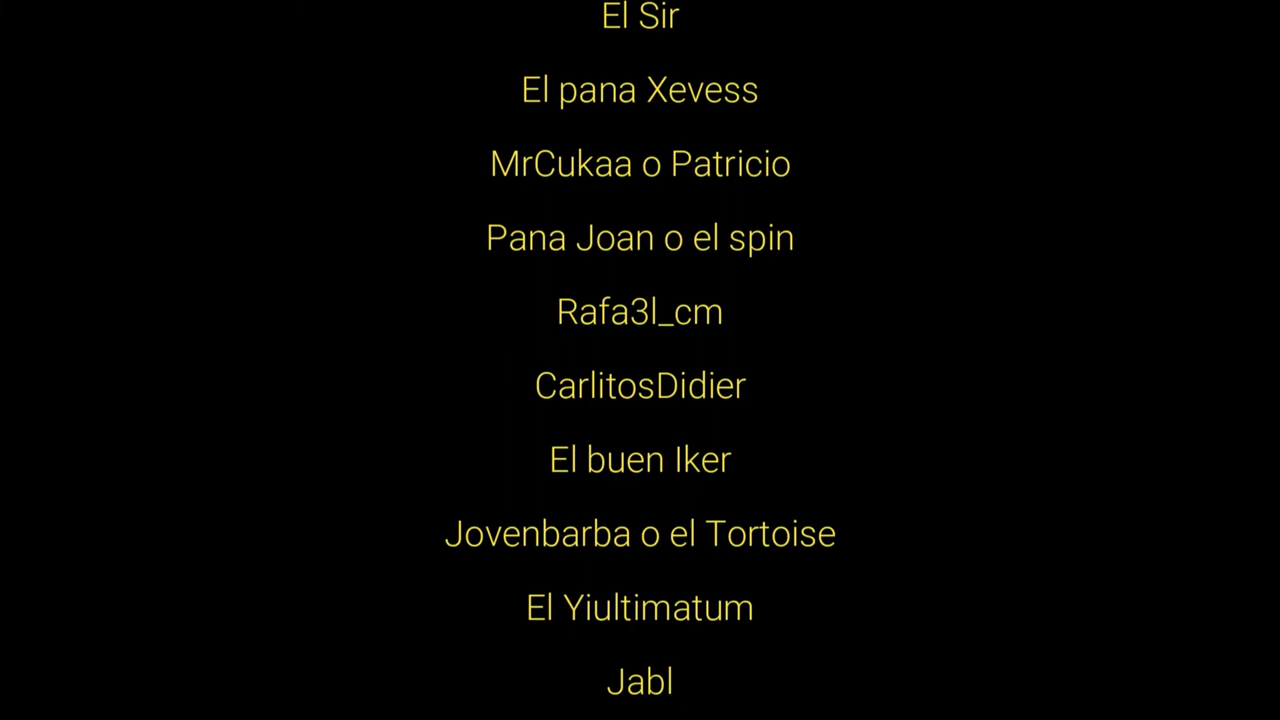 El Sir
El pana Xevess
MrCukaa o Patricio
Pana Joan o el spin
Rafa3l_cm
CarlitosDidier
El buen Iker
Jovenbarba o el Tortoise
El Yiultimatum
Jabl